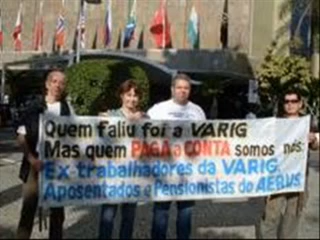 Quem faliu foi a VARIG
Mas quem PAGA a CONTA somos nós:
Ex-trabalhadores da VARIG,
Aposentados e Pensionistas do AERUS